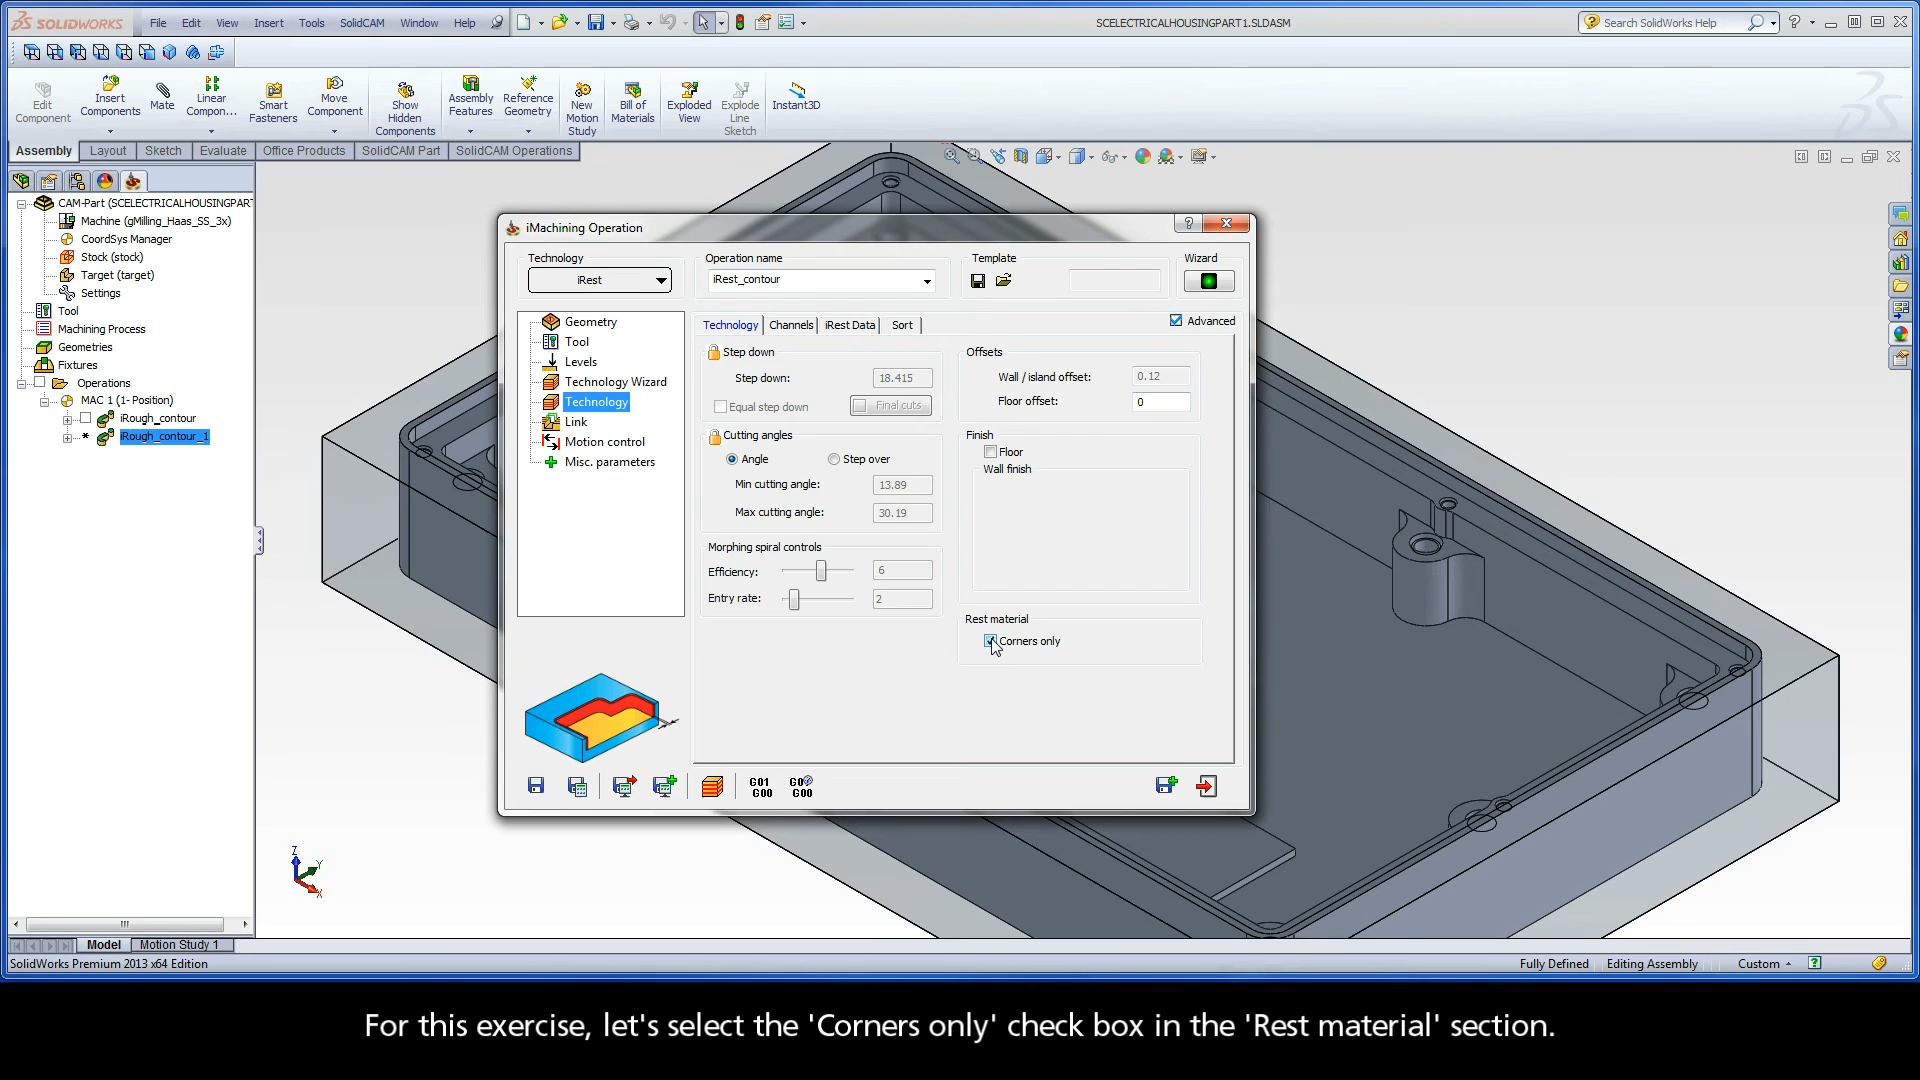 SOLIDWORKS
File Edit View Insert Tools SolidCAM Window Help
SCELECTRICALHOUSINGPART1.SLDASM
Search SolidWorks Help
Edit Component
Insert Components
Mate
Linear Compon...
Smart Fasteners
Move Component
Show Hidden Components
Assembly Features
Reference Geometry
New Motion Study
Bill of Materials
Exploded View
Explode Line Sketch
Instant3D
Assembly Layout Sketch Evaluate Office Products SolidCAM Part SolidCAM Operations
CAM-Part (SCELECTRICALHOUSINGPART
Machine (gMilling_Haas_SS_3x)
CoordSys Manager
Stock (stock)
Target (target)
Settings
Tool
Machining Process
Geometries
Fixtures
Operations
MAC 1 (1- Position)
iRough_contour
* iRough_contour_1
iMachining Operation
Technology
iRest
Operation name
iRest_contour
Template
Wizard
Geometry
Tool
Levels
Technology Wizard
Technology
Link
Motion control
Misc. parameters
Technology Channels iRest Data Sort
Advanced
Step down
Step down: 18.415
Equal step down Final cuts
Cutting angles
Angle Step over
Min cutting angle: 13.89
Max cutting angle: 30.19
Morphing spiral controls
Efficiency: 6
Entry rate: 2
Offsets
Wall / island offset: 0.12
Floor offset: 0
Finish
Floor
Wall finish
Rest material
Corners only
G01 G00
G00
Z
Y
X
Model Motion Study 1
SolidWorks Premium 2013 x64 Edition
Fully Defined Editing Assembly Custom
For this exercise, let's select the 'Corners only' check box in the 'Rest material' section.